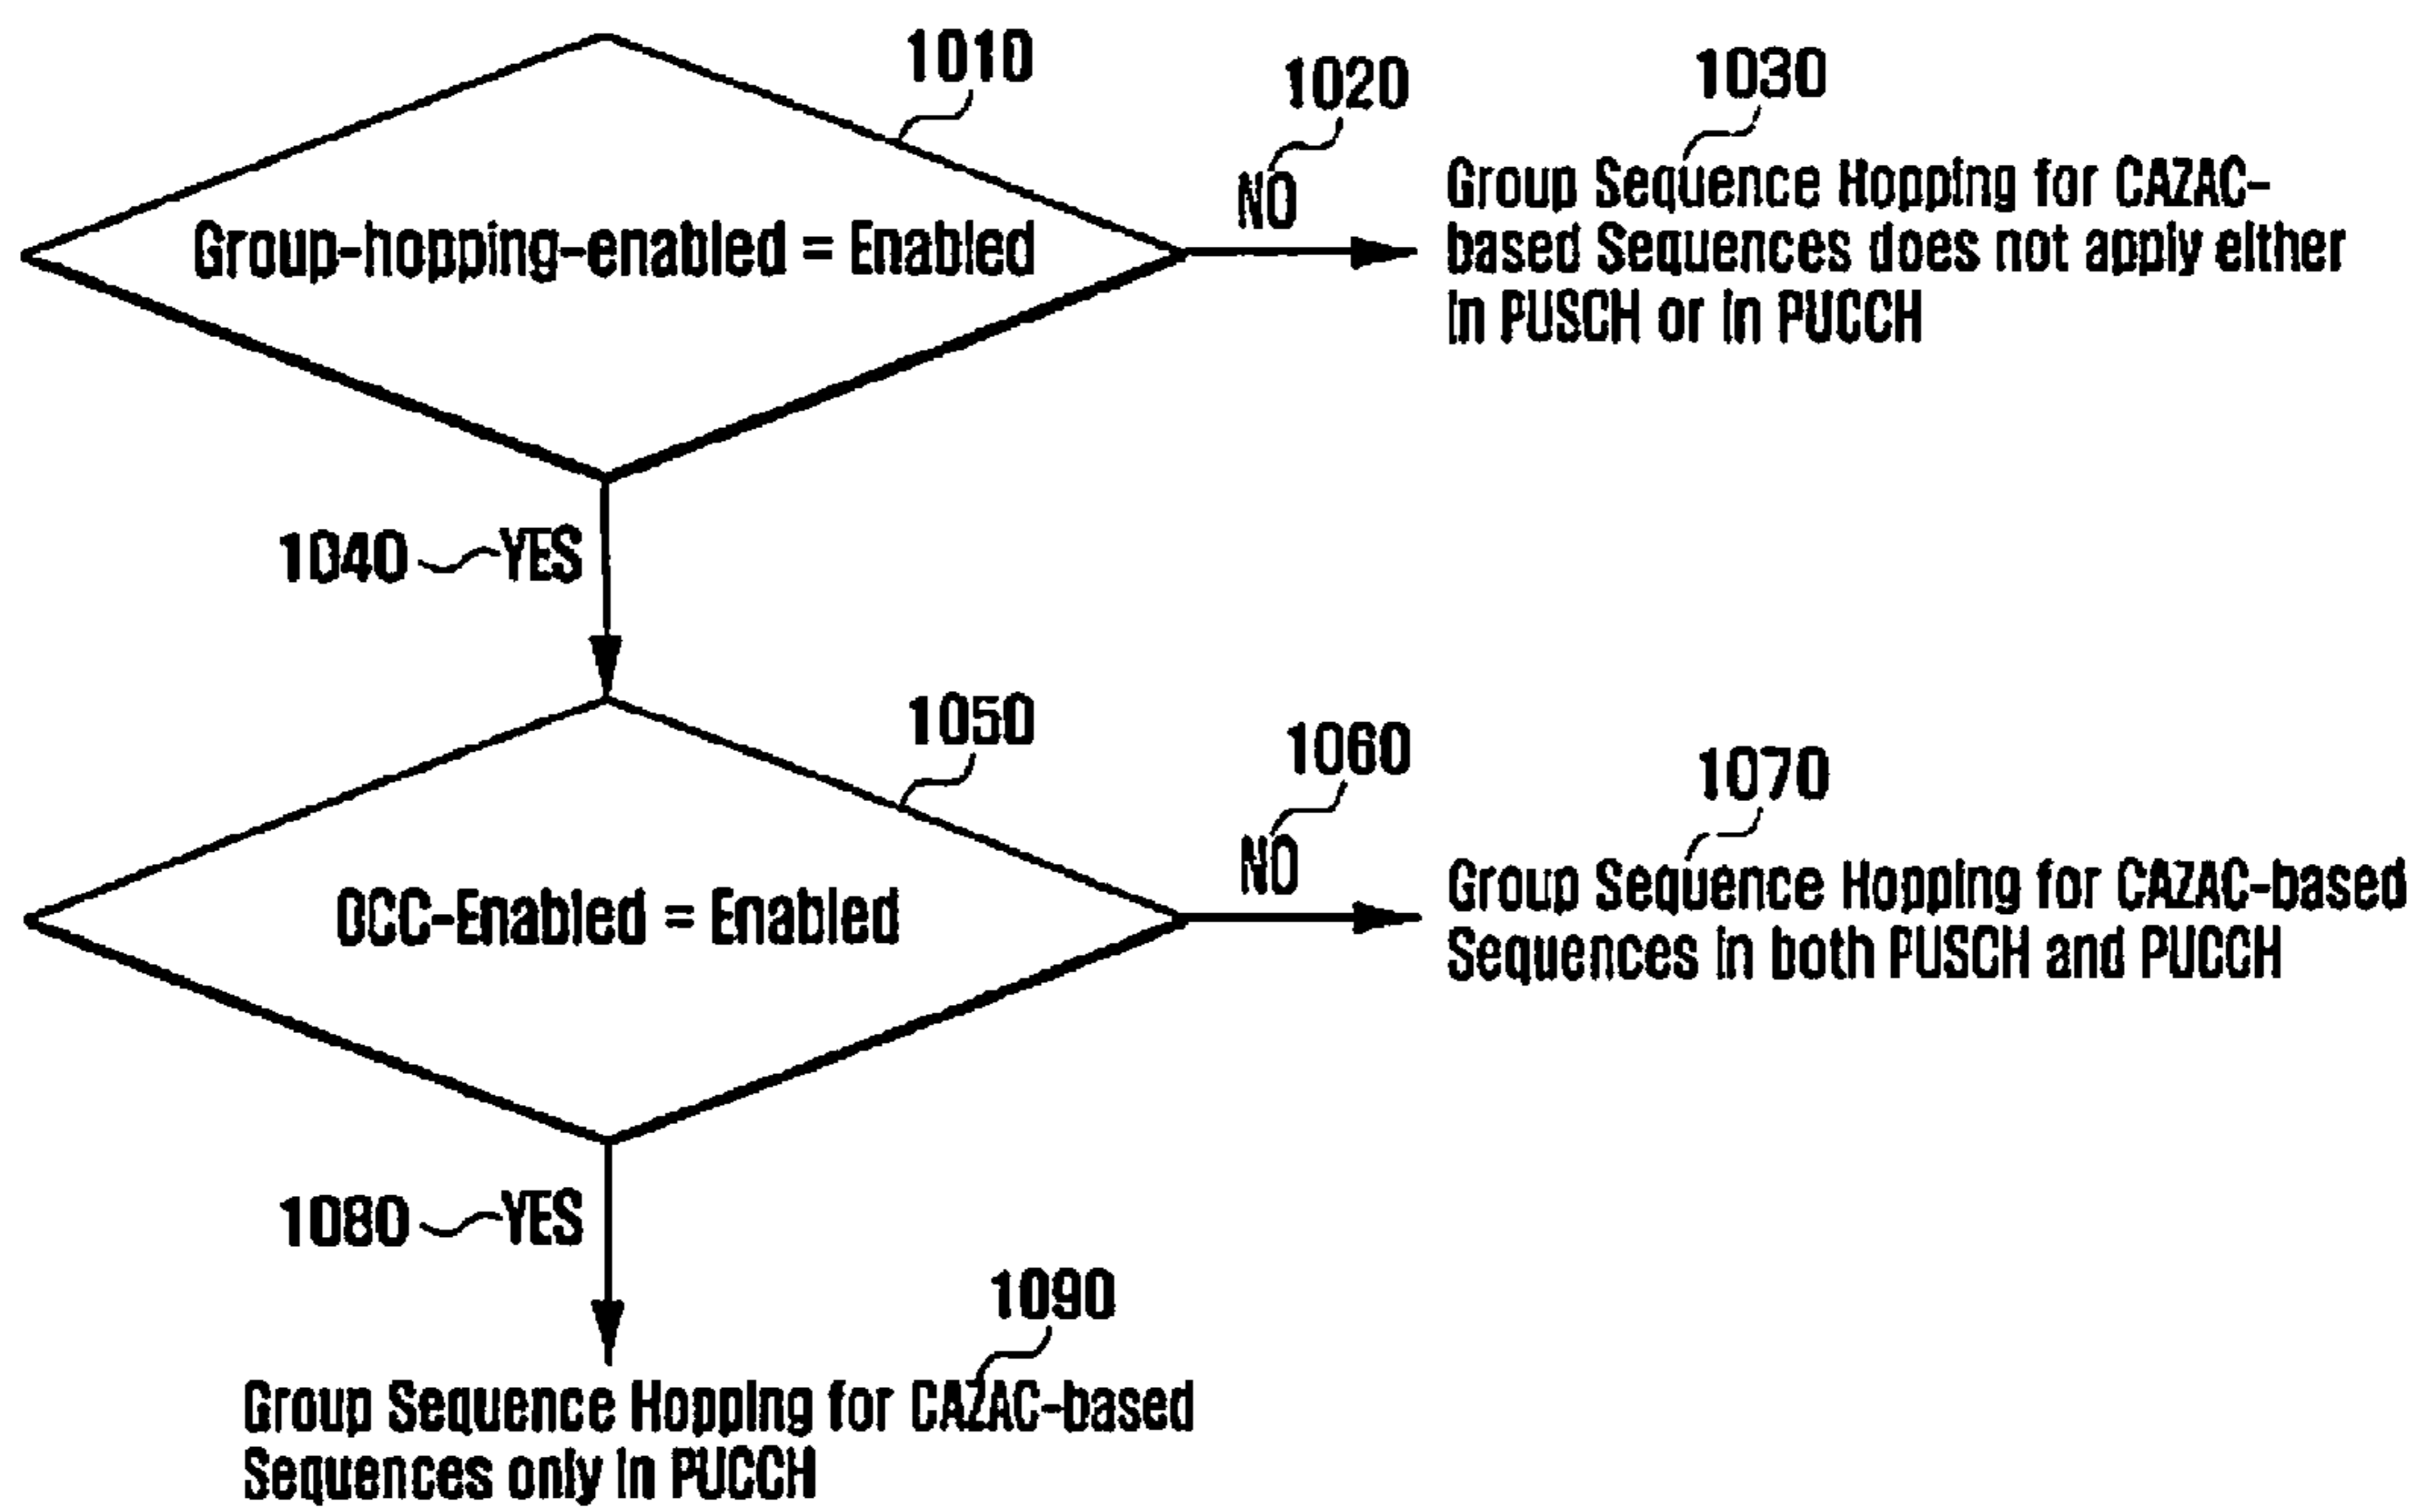 1010
1020
1030
Group-hopping-enabled = Enabled
NO
Group Sequence Hopping for CAZAC-
based Sequences does not apply either
in PUSCH or in PUCCH
1040
YES
1050
1060
1070
OCC-Enabled = Enabled
NO
Group Sequence Hopping for CAZAC-based
Sequences in both PUSCH and PUCCH
1080
YES
1090
Group Sequence Hopping for CAZAC-based
Sequences only in PUCCH